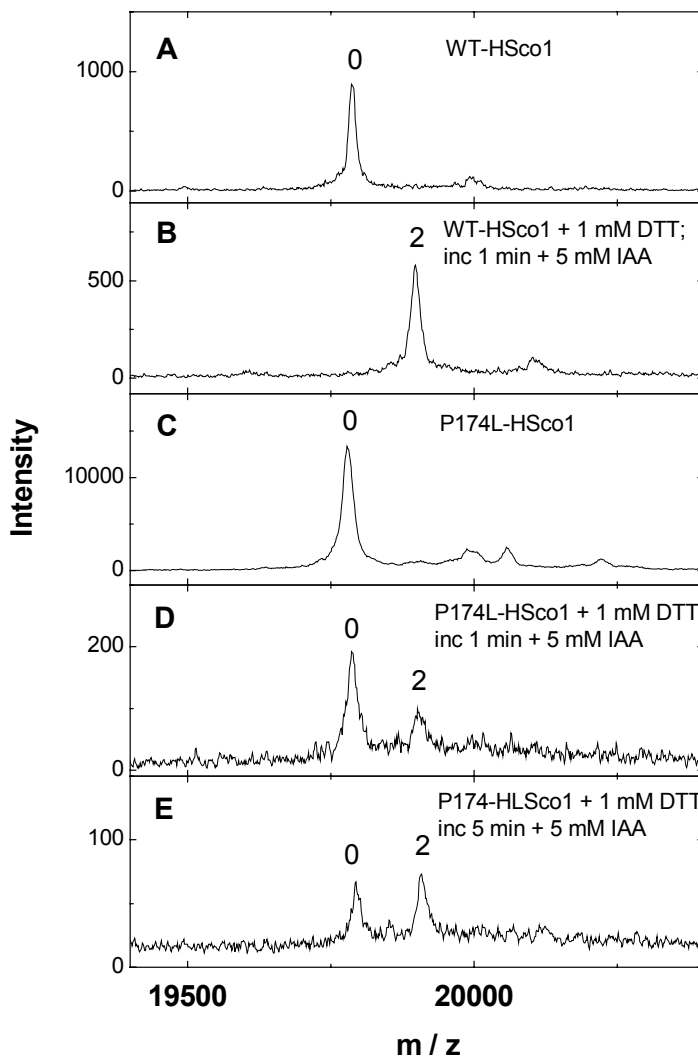 A
0
WT-HSco1
1000
0
B
2
WT-HSco1 + 1 mM DTT;
inc 1 min + 5 mM IAA
500
0
C
0
P174L-HSco1
10000
0
D
0
2
P174L-HSco1 + 1 mM DTT
inc 1 min + 5 mM IAA
200
0
E
0
2
P174-HLSco1 + 1 mM DTT
inc 5 min + 5 mM IAA
100
0
Intensity
19500
20000
m / z